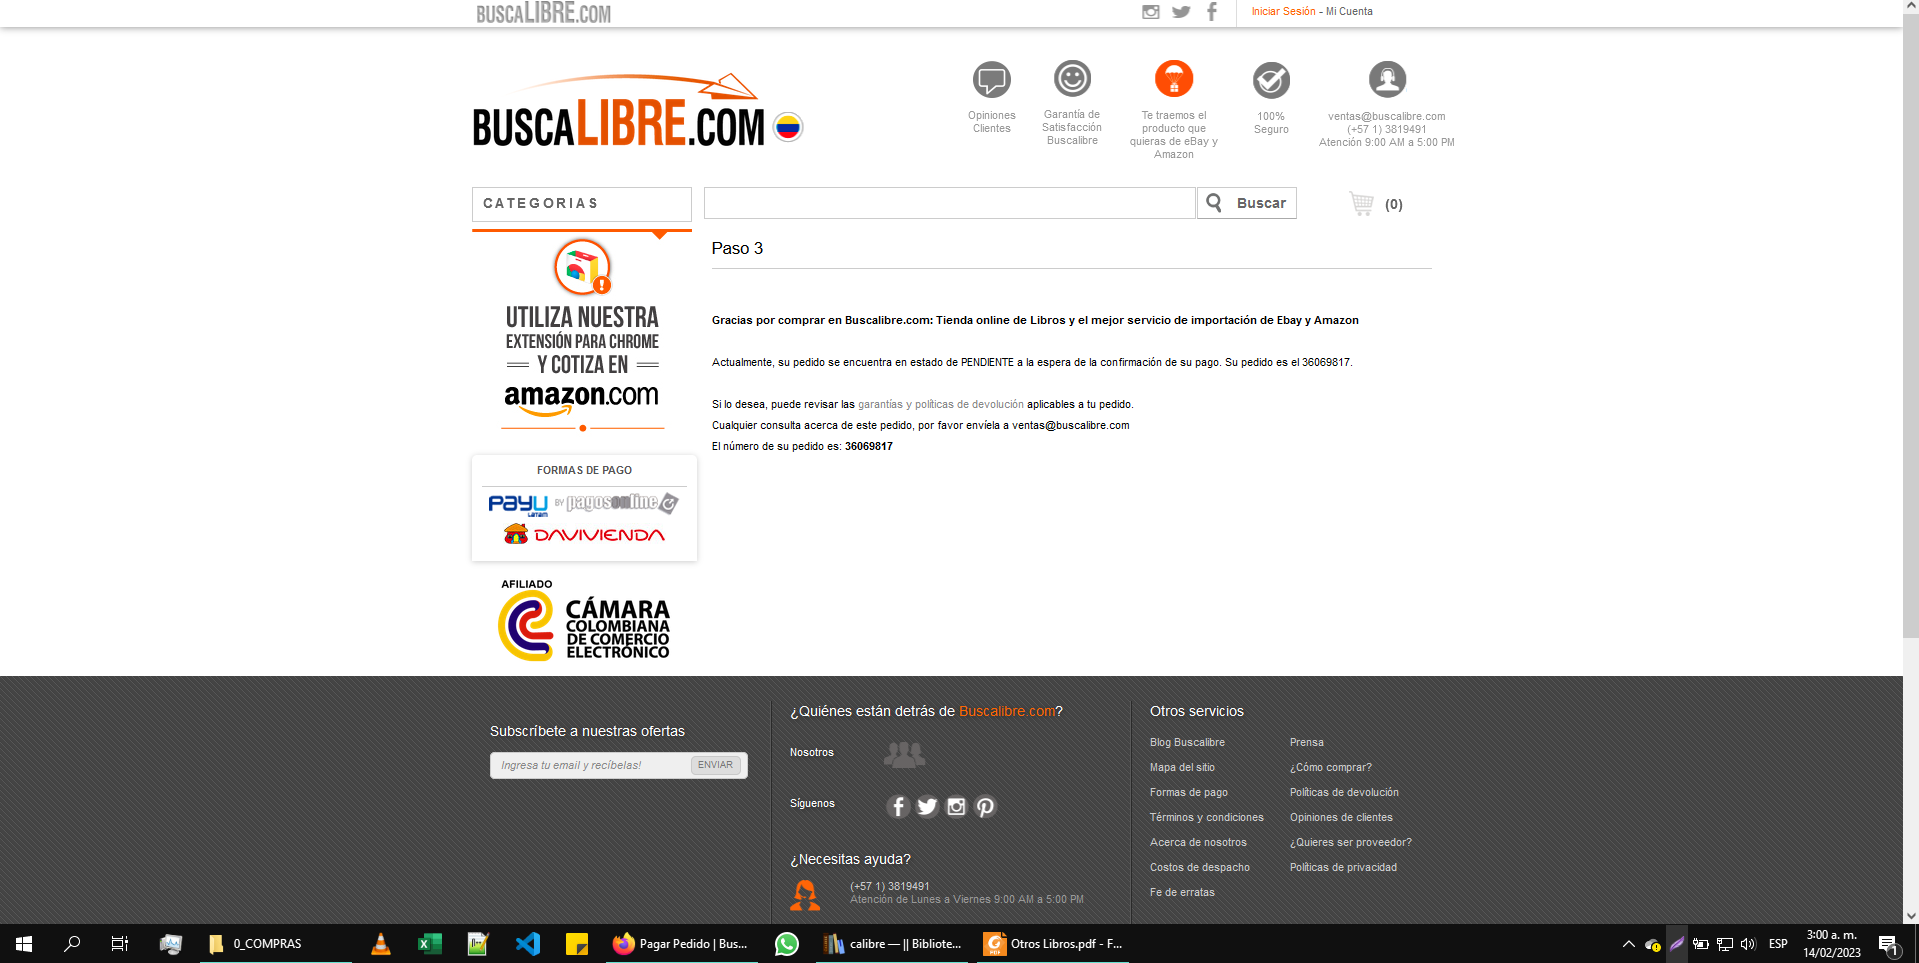 BUSCALIBRE.COM
Iniciar Sesión - Mi Cuenta
BUSCALIBRE.COM
Opiniones
Clientes
Garantía de
Satisfacción
Buscalibre
Te traemos el
producto que
quieras de eBay y
Amazon
100%
Seguro
ventas@buscalibre.com
(+57 1) 3819491
Atención 9:00 AM a 5:00 PM
CATEGORIAS
Buscar
(0)
UTILIZA NUESTRA
EXTENSIÓN PARA CHROME
Y COTIZA EN
amazon.com
Paso 3
Gracias por comprar en Buscalibre.com: Tienda online de Libros y el mejor servicio de importación de Ebay y Amazon
Actualmente, su pedido se encuentra en estado de PENDIENTE a la espera de la confirmación de su pago. Su pedido es el 36069817.
Si lo desea, puede revisar las garantías y políticas de devolución aplicables a tu pedido.
Cualquier consulta acerca de este pedido, por favor envíela a ventas@buscalibre.com
El número de su pedido es: 36069817
FORMAS DE PAGO
PayU LATAM BY pagosonline
DAVIVIENDA
AFILIADO
CÁMARA
COLOMBIANA
DE COMERCIO
ELECTRÓNICO
Subscríbete a nuestras ofertas
Ingresa tu email y recíbelas!
ENVIAR
¿Quiénes están detrás de Buscalibre.com?
Nosotros
Síguenos
¿Necesitas ayuda?
(+57 1) 3819491
Atención de Lunes a Viernes 9:00 AM a 5:00 PM
Otros servicios
Blog Buscalibre
Prensa
Mapa del sitio
¿Cómo comprar?
Formas de pago
Políticas de devolución
Términos y condiciones
Opiniones de clientes
Acerca de nosotros
¿Quieres ser proveedor?
Costos de despacho
Políticas de privacidad
Fe de erratas
0_COMPRAS
Pagar Pedido | Bus...
calibre — || Bibliote...
Otros Libros.pdf - F...
ESP
3:00 a. m.
14/02/2023
1